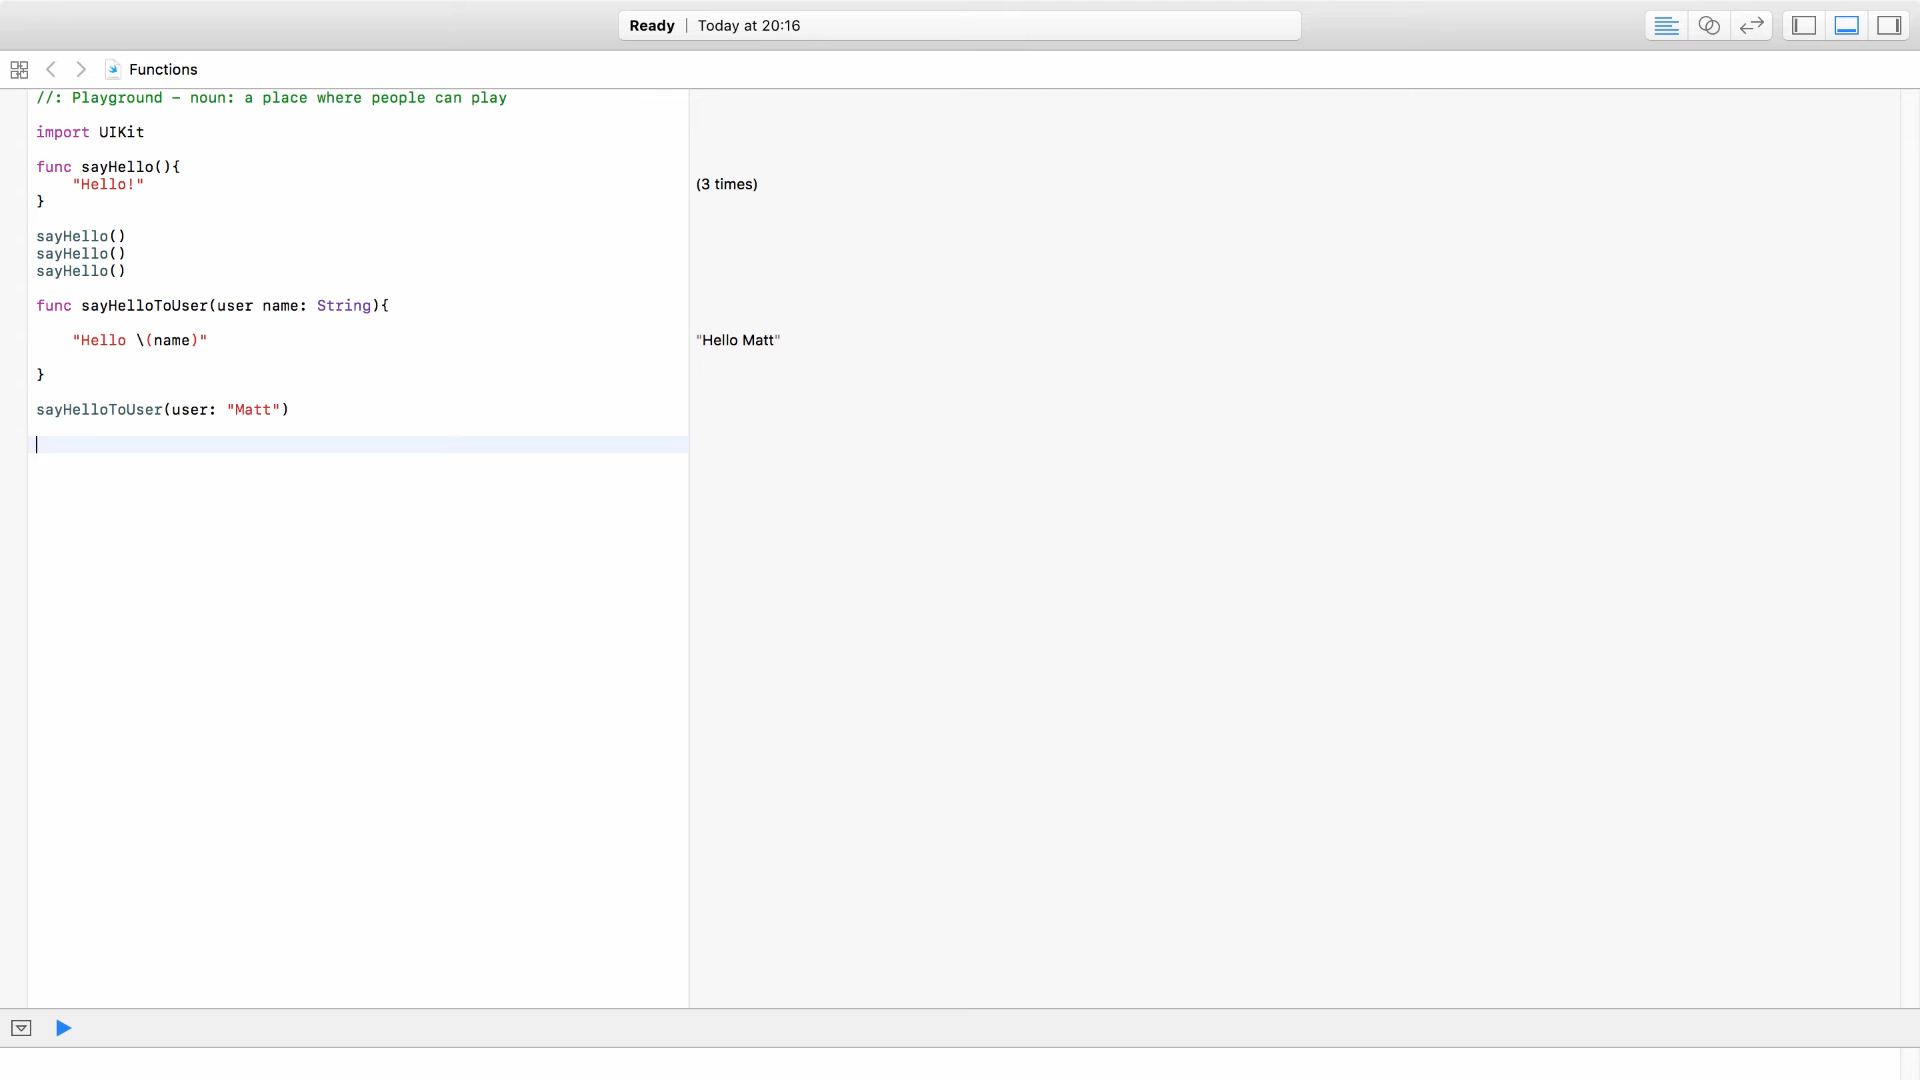 Ready | Today at 20:16
Functions
//: Playground – noun: a place where people can play
import UIKit
func sayHello(){
"Hello!"
(3 times)
}
sayHello()
sayHello()
sayHello()
func sayHelloToUser(user name: String){
"Hello \(name)"
"Hello Matt"
}
sayHelloToUser(user: "Matt")